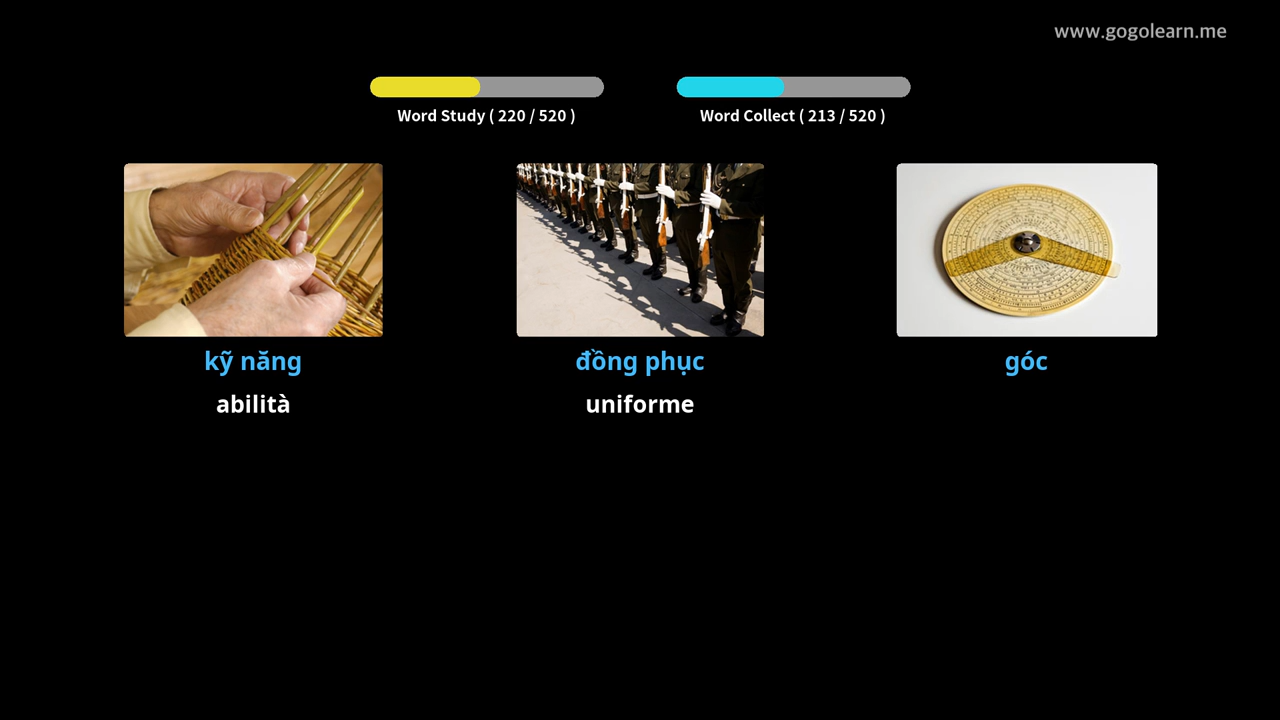 www.gogolearn.me
Word Study ( 220 / 520 )
Word Collect ( 213 / 520 )
kỹ năng
đồng phục
góc
abilità
uniforme